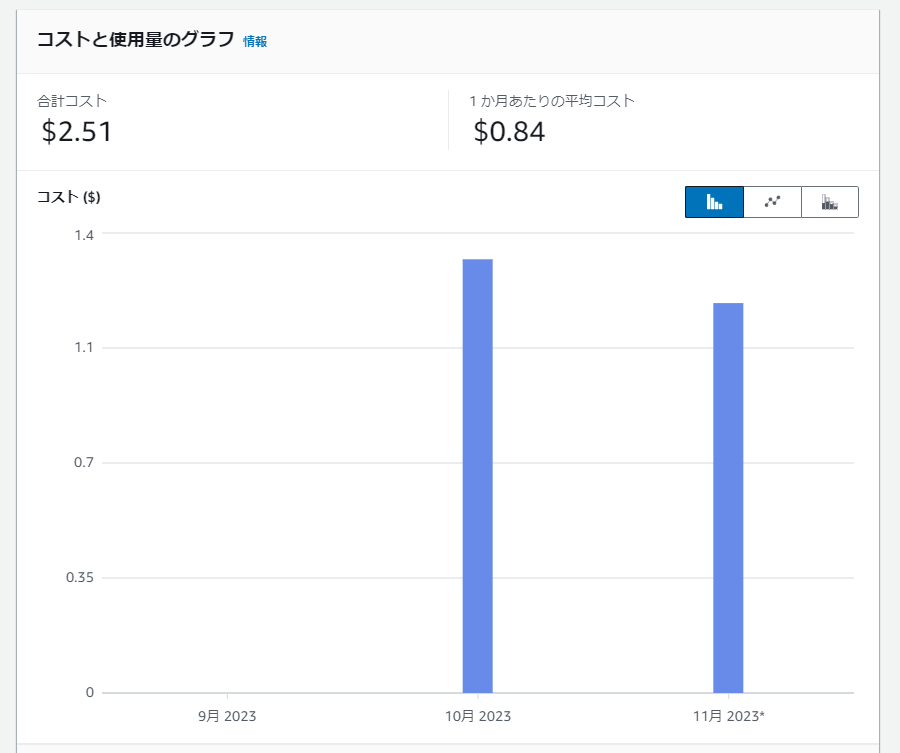 コストと使用量のグラフ 情報
合計コスト
$2.51
1 か月あたりの平均コスト
$0.84
コスト ($)
1.4
1.1
0.7
0.35
0
9月 2023
10月 2023
11月 2023*